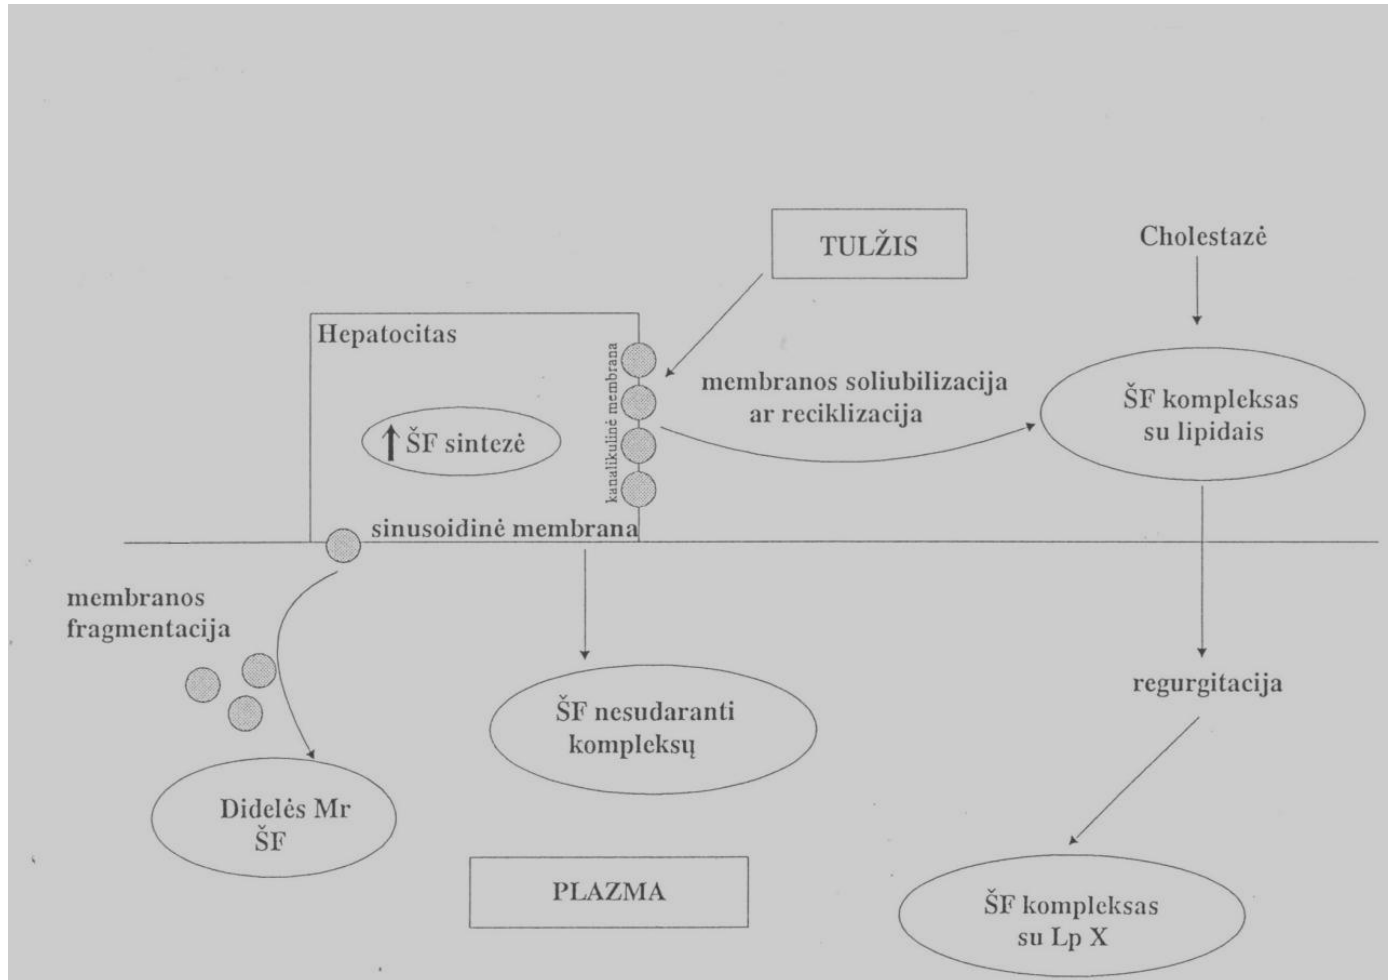 TULŽIS
Cholestazė
Hepatocitas
kanalikulinė membrana
membranos soliubilizacija
ar reciklizacija
ŠF kompleksas
su lipidais
↑ ŠF sintezė
sinusoidinė membrana
membranos
fragmentacija
regurgitacija
ŠF nesudaranti
kompleksų
Didelės Mr
ŠF
PLAZMA
ŠF kompleksas
su Lp X